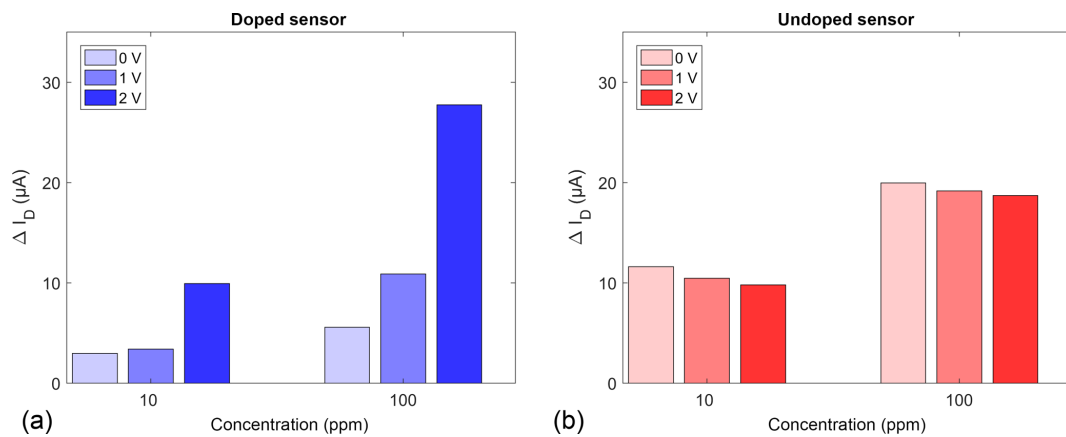 Doped sensor
0 V
1 V
2 V
30
20
10
0
Δ I_D (µA)
10
100
Concentration (ppm)
(a)
Undoped sensor
0 V
1 V
2 V
30
20
10
0
Δ I_D (µA)
10
100
Concentration (ppm)
(b)